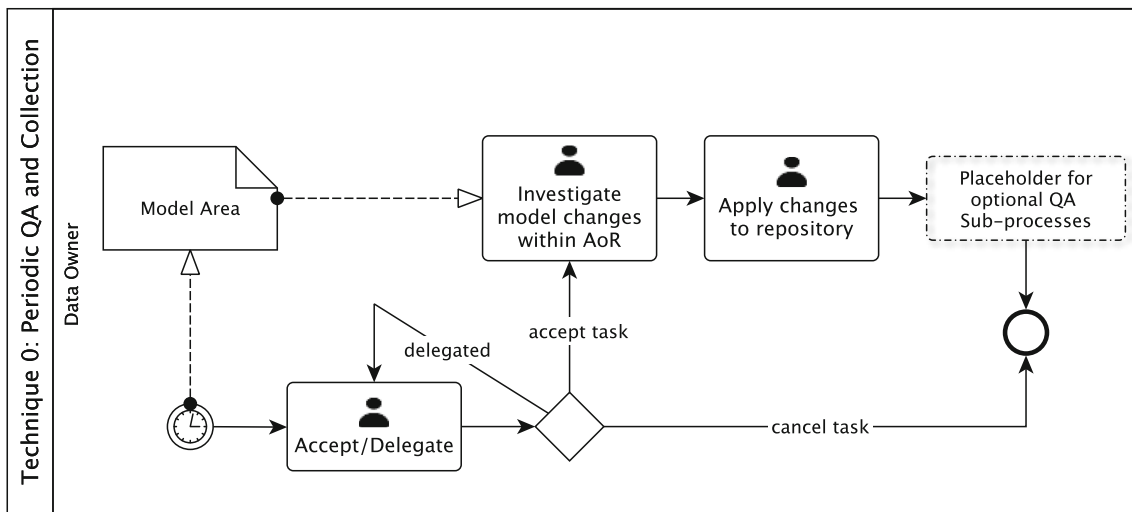 Technique 0: Periodic QA and Collection
Data Owner
Model Area
Investigate
model changes
within AoR
Apply changes
to repository
Placeholder for
optional QA
Sub-processes
accept task
delegated
Accept/Delegate
cancel task